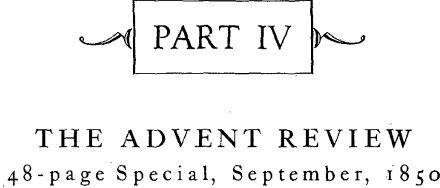 PART IV
THE ADVENT REVIEW
48-page Special, September, 1850